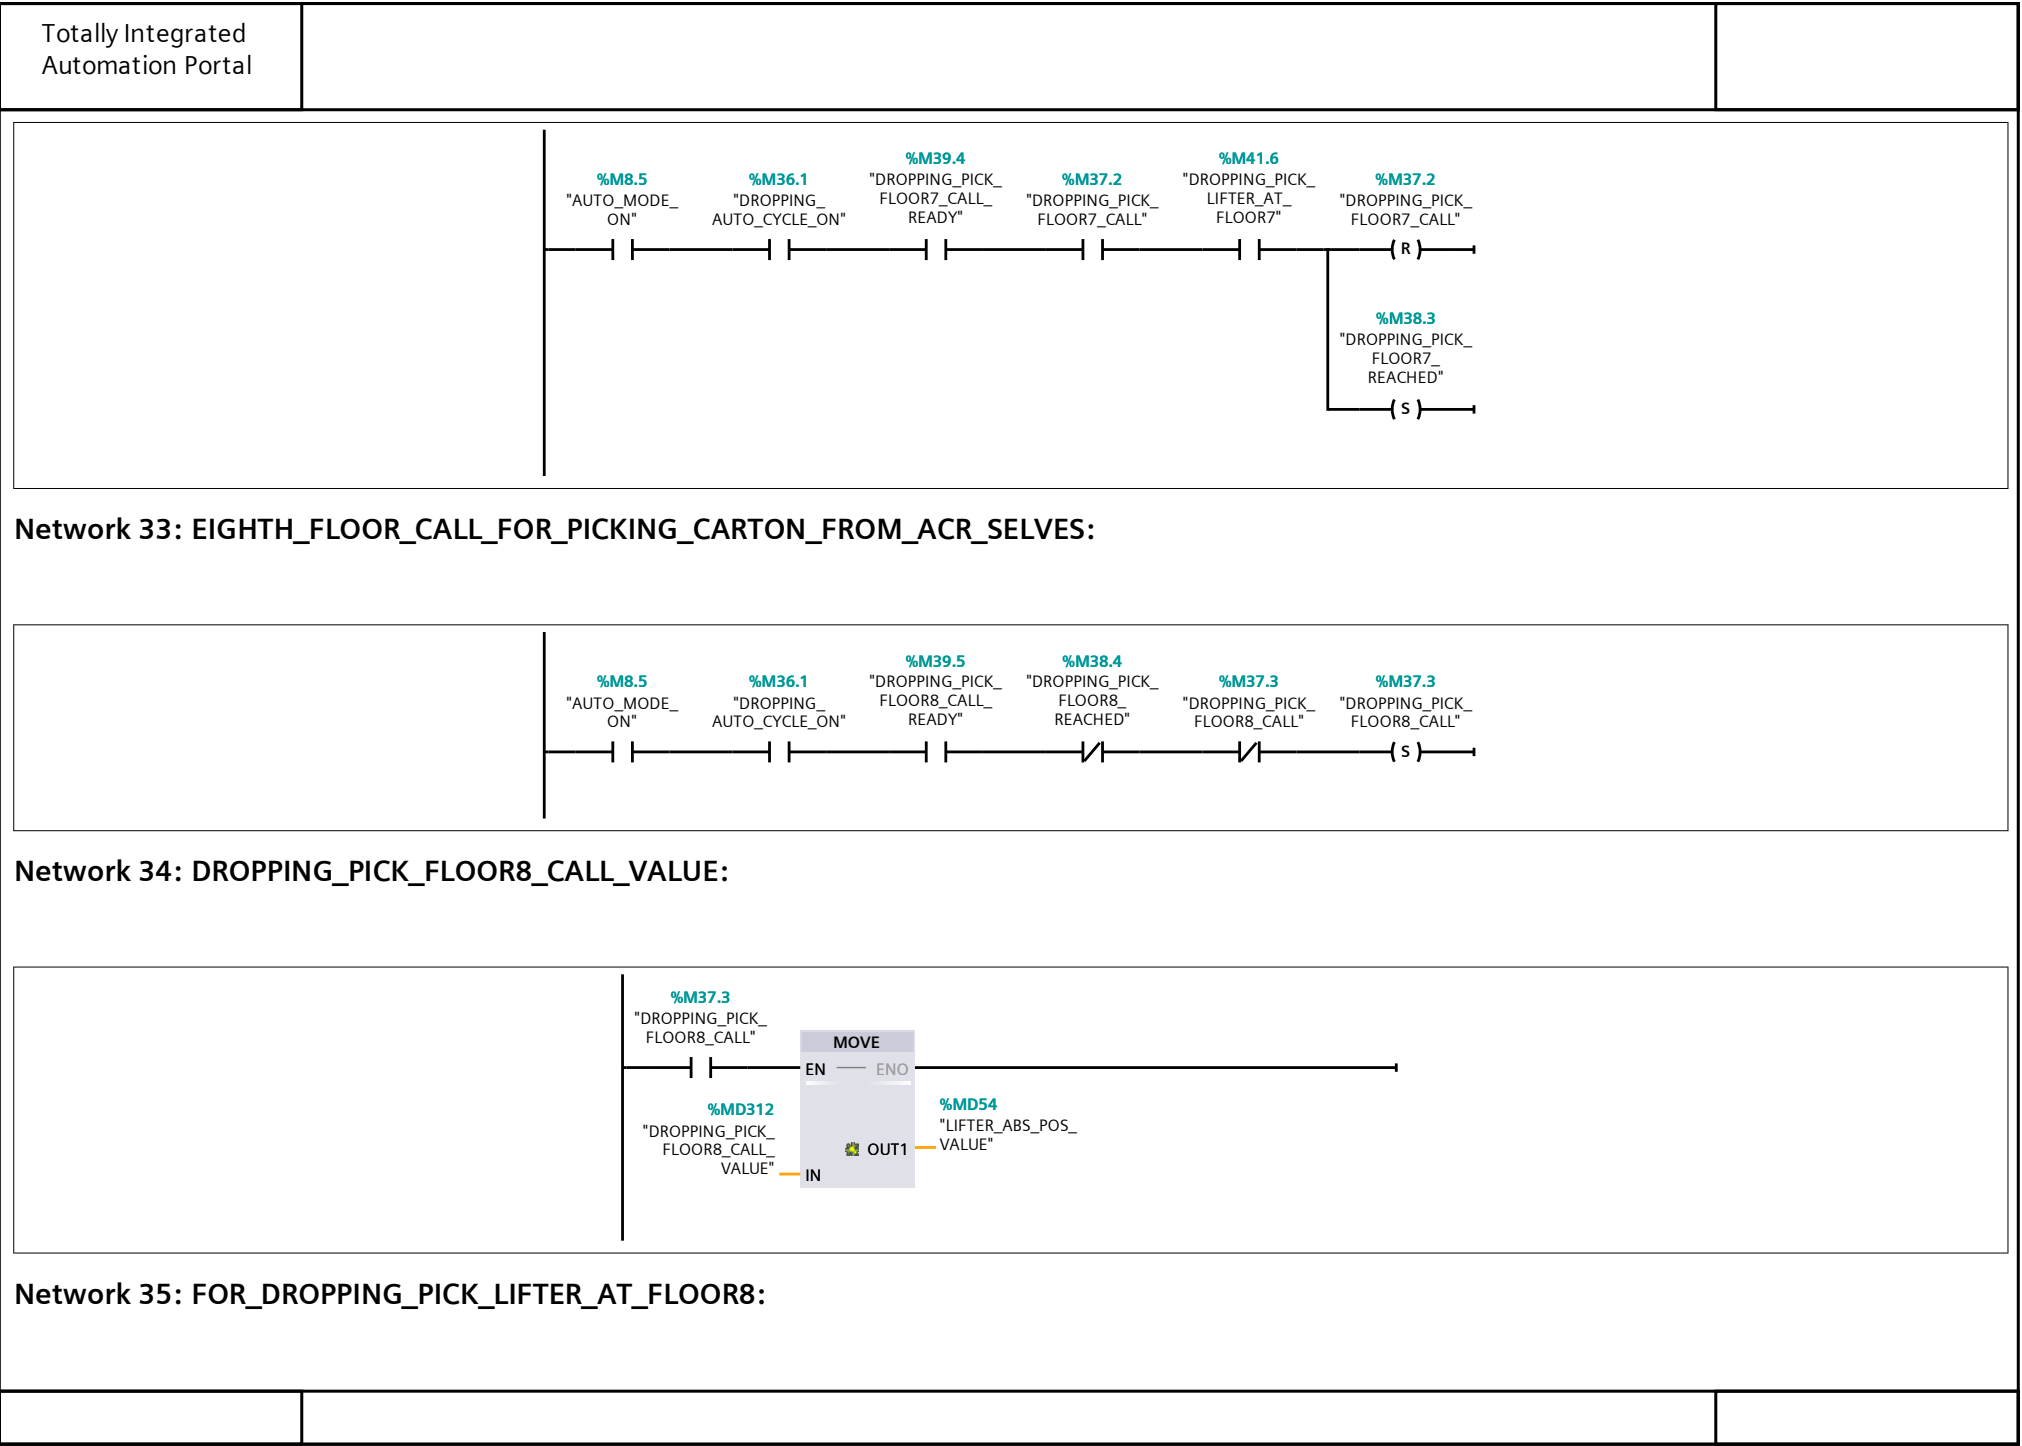 Totally Integrated
Automation Portal
%M8.5
"AUTO_MODE_
ON"
%M36.1
"DROPPING_
AUTO_CYCLE_ON"
%M39.4
"DROPPING_PICK_
FLOOR7_CALL_
READY"
%M37.2
"DROPPING_PICK_
FLOOR7_CALL"
%M41.6
"DROPPING_PICK_
LIFTER_AT_
FLOOR7"
%M37.2
"DROPPING_PICK_
FLOOR7_CALL"
R
%M38.3
"DROPPING_PICK_
FLOOR7_
REACHED"
S
Network 33: EIGHTH_FLOOR_CALL_FOR_PICKING_CARTON_FROM_ACR_SELVES:
%M8.5
"AUTO_MODE_
ON"
%M36.1
"DROPPING_
AUTO_CYCLE_ON"
%M39.5
"DROPPING_PICK_
FLOOR8_CALL_
READY"
%M38.4
"DROPPING_PICK_
FLOOR8_
REACHED"
%M37.3
"DROPPING_PICK_
FLOOR8_CALL"
%M37.3
"DROPPING_PICK_
FLOOR8_CALL"
S
Network 34: DROPPING_PICK_FLOOR8_CALL_VALUE:
%M37.3
"DROPPING_PICK_
FLOOR8_CALL"
MOVE
EN
ENO
%MD312
"DROPPING_PICK_
FLOOR8_CALL_
VALUE"
IN
OUT1
%MD54
"LIFTER_ABS_POS_
VALUE"
Network 35: FOR_DROPPING_PICK_LIFTER_AT_FLOOR8: